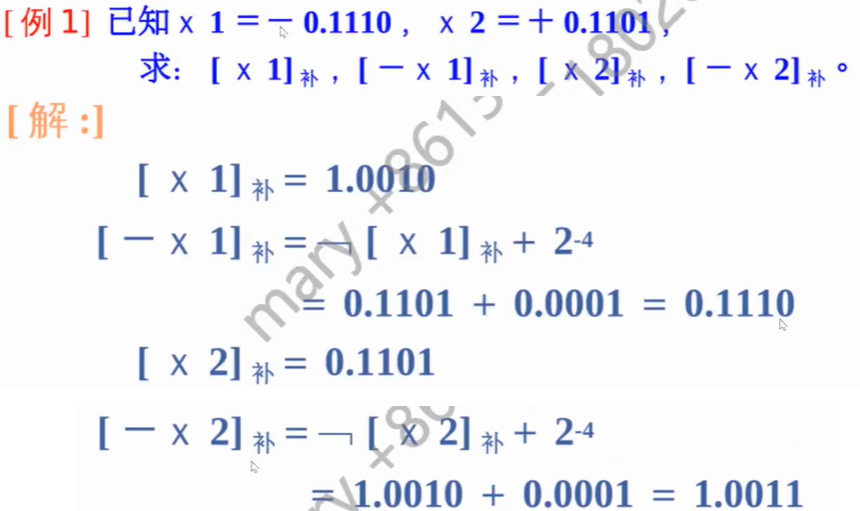 [例1] 已知 x 1 = － 0.1110 ， x 2 = ＋ 0.1101 ，
求： [ x 1] 补 ，[ － x 1] 补 ，[ x 2] 补 ，[ － x 2] 补 。
[ 解 :]
[ x 1] 补 = 1.0010
[ － x 1] 补 = ﹁ [ x 1] 补 + 2-4
= 0.1101 + 0.0001 = 0.1110
[ x 2] 补 = 0.1101
[ － x 2] 补 = ﹁ [ x 2] 补 + 2-4
= 1.0010 + 0.0001 = 1.0011
mary +8615